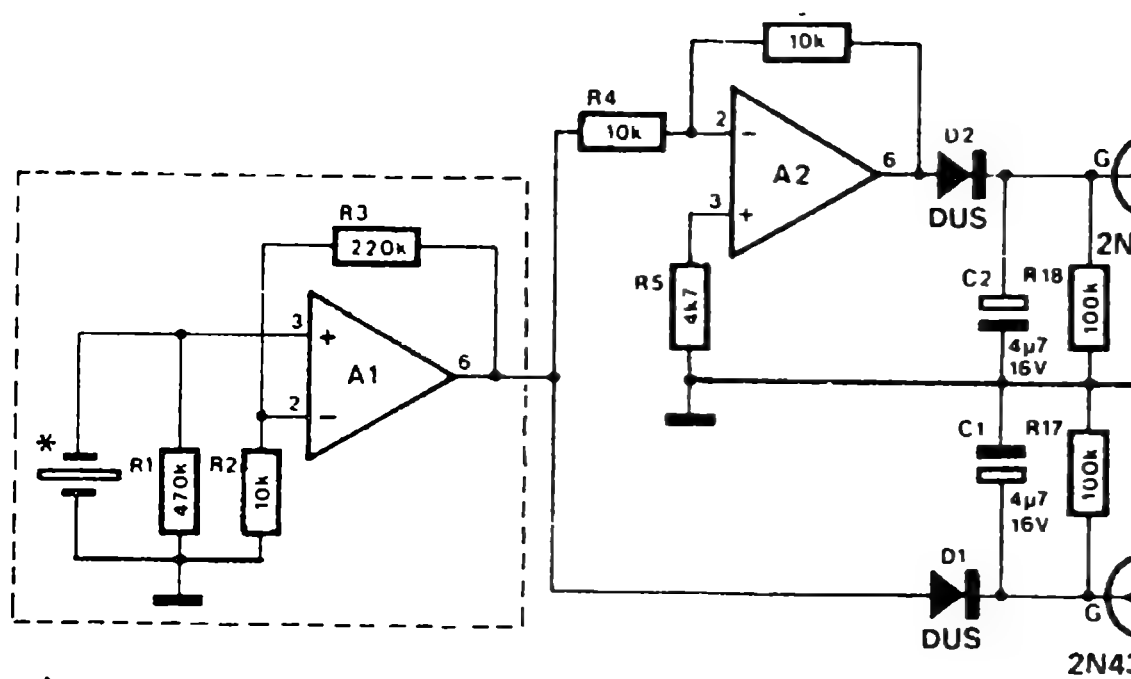 10k
R4
10k
2
−
A2
6
D2
DUS
G
2N
3
+
R5
4k7
C2
4µ7
16V
R18
100k
R3
220k
3
+
A1
6
2
−
*
R1
470k
R2
10k
C1
4µ7
16V
R17
100k
D1
DUS
G
2N43